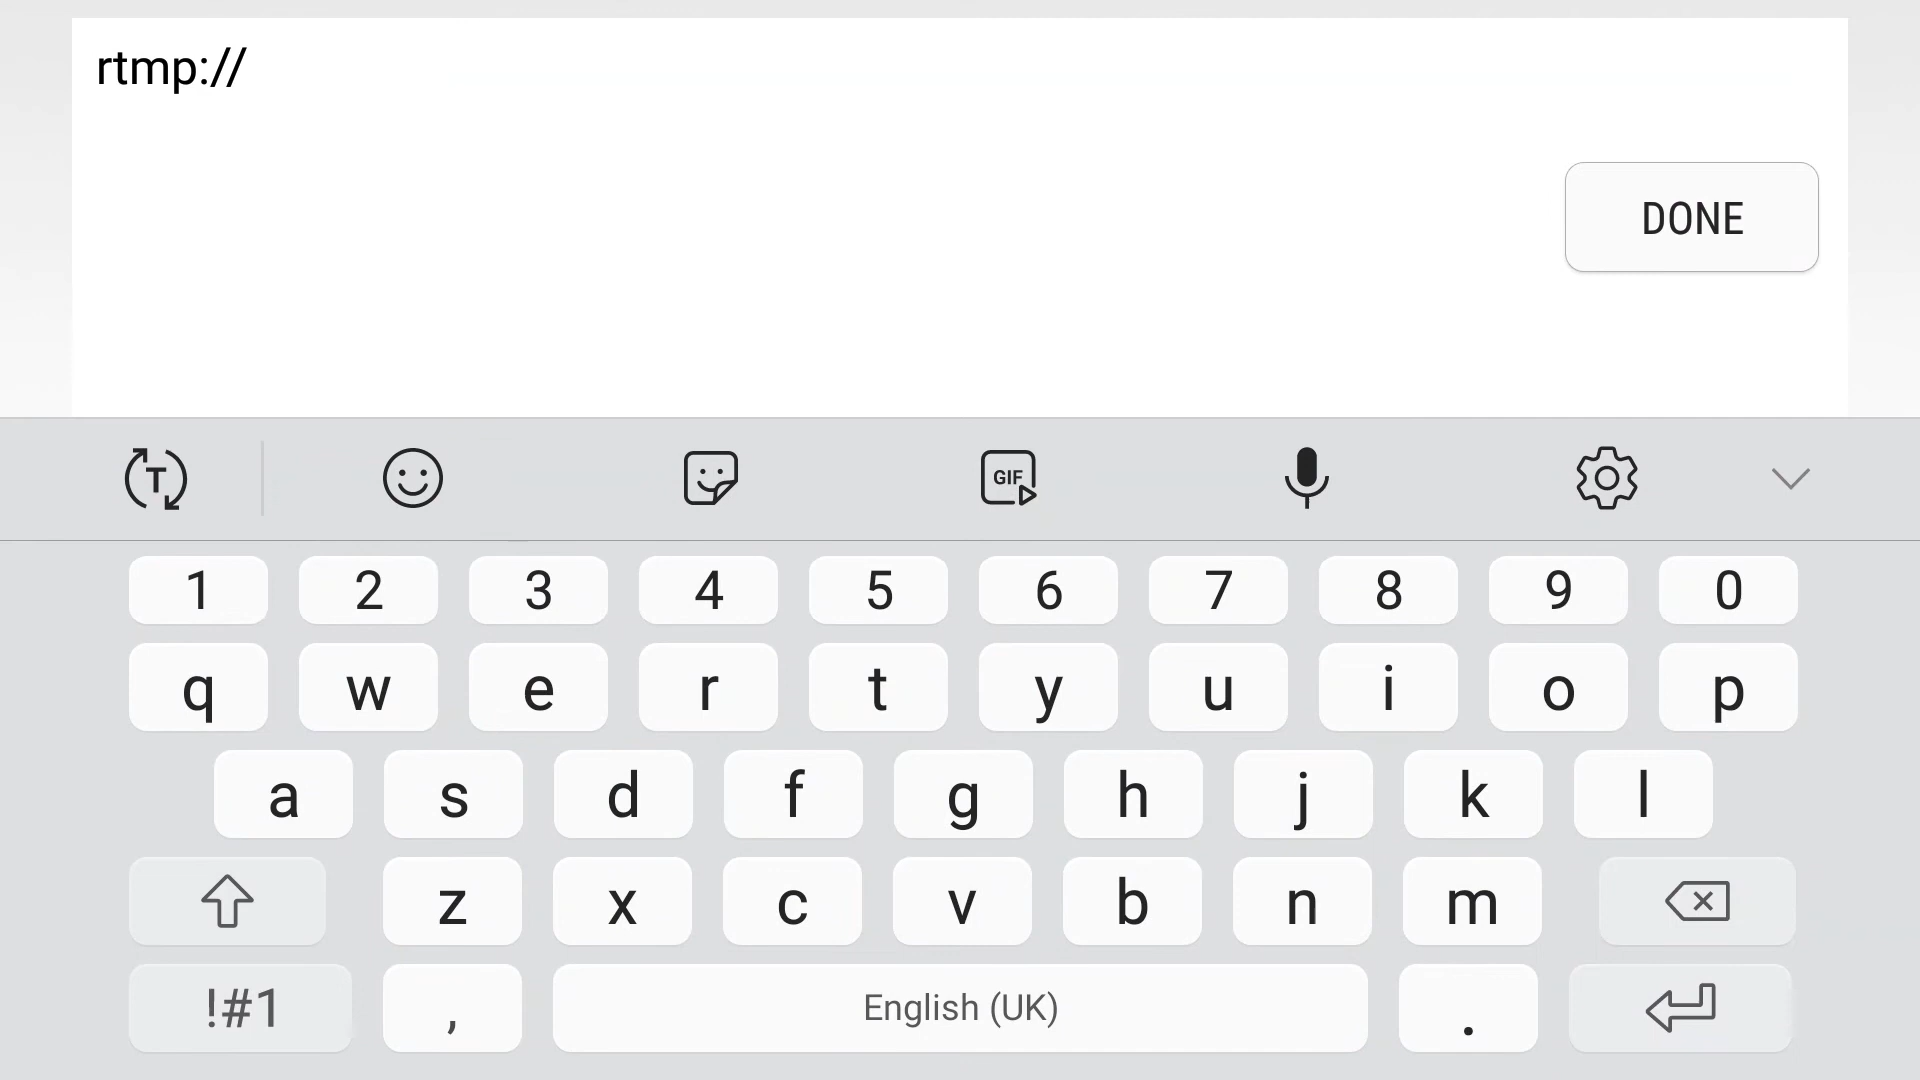 rtmp://
DONE
T
GIF
1 2 3 4 5 6 7 8 9 0
q w e r t y u i o p
a s d f g h j k l
z x c v b n m
!#1 , English (UK) .